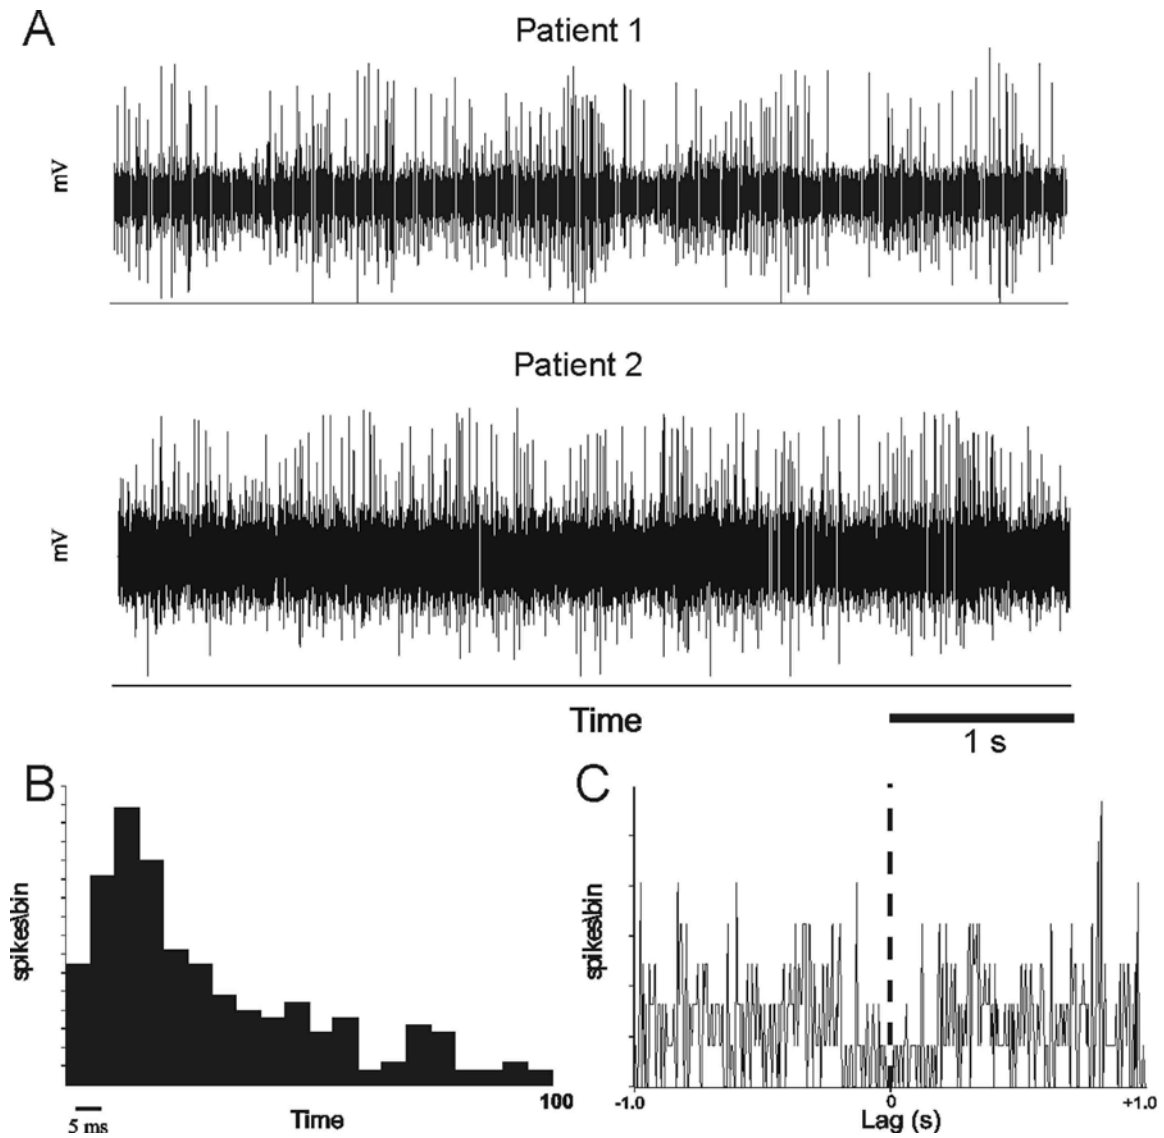 A
Patient 1
mV
Patient 2
mV
Time
1 s
B
spikes\bin
5 ms
Time
100
C
spikes\bin
-1.0
0
+1.0
Lag (s)